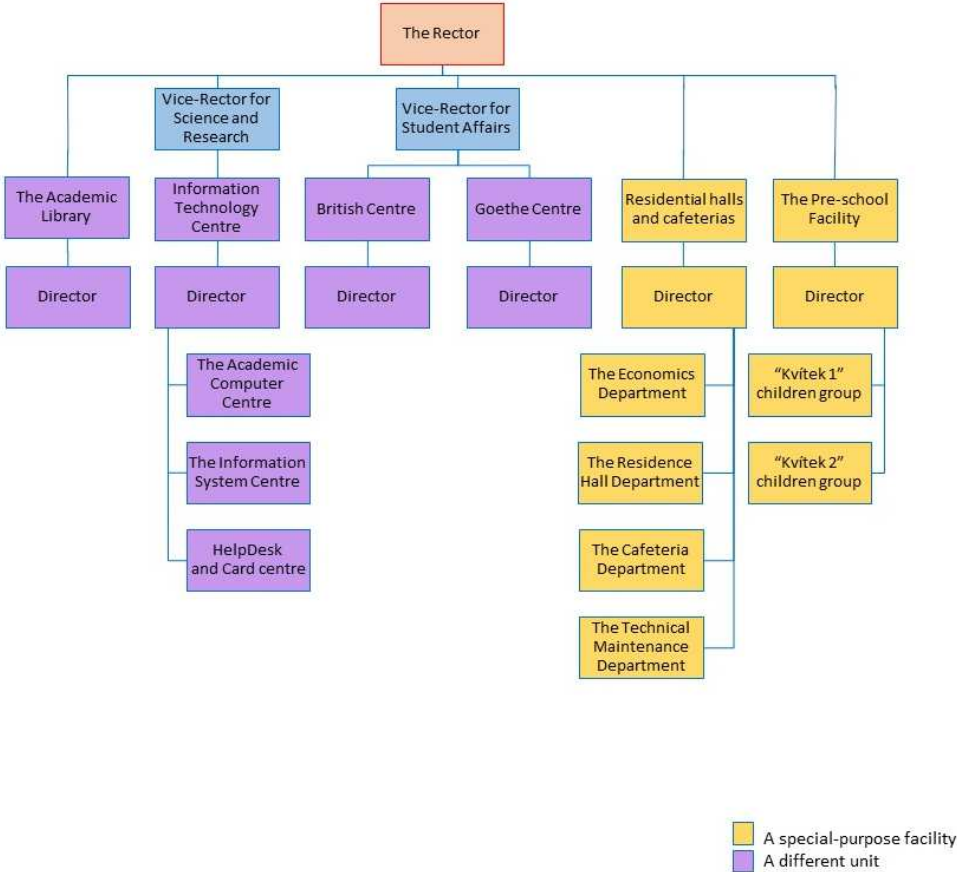 The Rector
Vice-Rector for
Science and
Research
Vice-Rector for
Student Affairs
The Academic
Library
Information
Technology
Centre
British Centre
Goethe Centre
Residential halls
and cafeterias
The Pre-school
Facility
Director
Director
Director
Director
Director
Director
The Academic
Computer
Centre
The Economics
Department
“Kvítek 1”
children group
The Information
System Centre
The Residence
Hall Department
“Kvítek 2”
children group
HelpDesk
and Card centre
The Cafeteria
Department
The Technical
Maintenance
Department
A special-purpose facility
A different unit